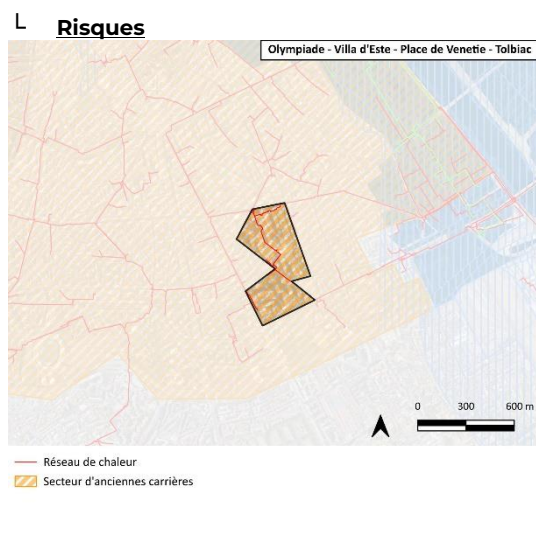 L
Risques
Olympiade - Villa d'Este - Place de Venetie - Tolbiac
0 300 600 m
Réseau de chaleur
Secteur d'anciennes carrières